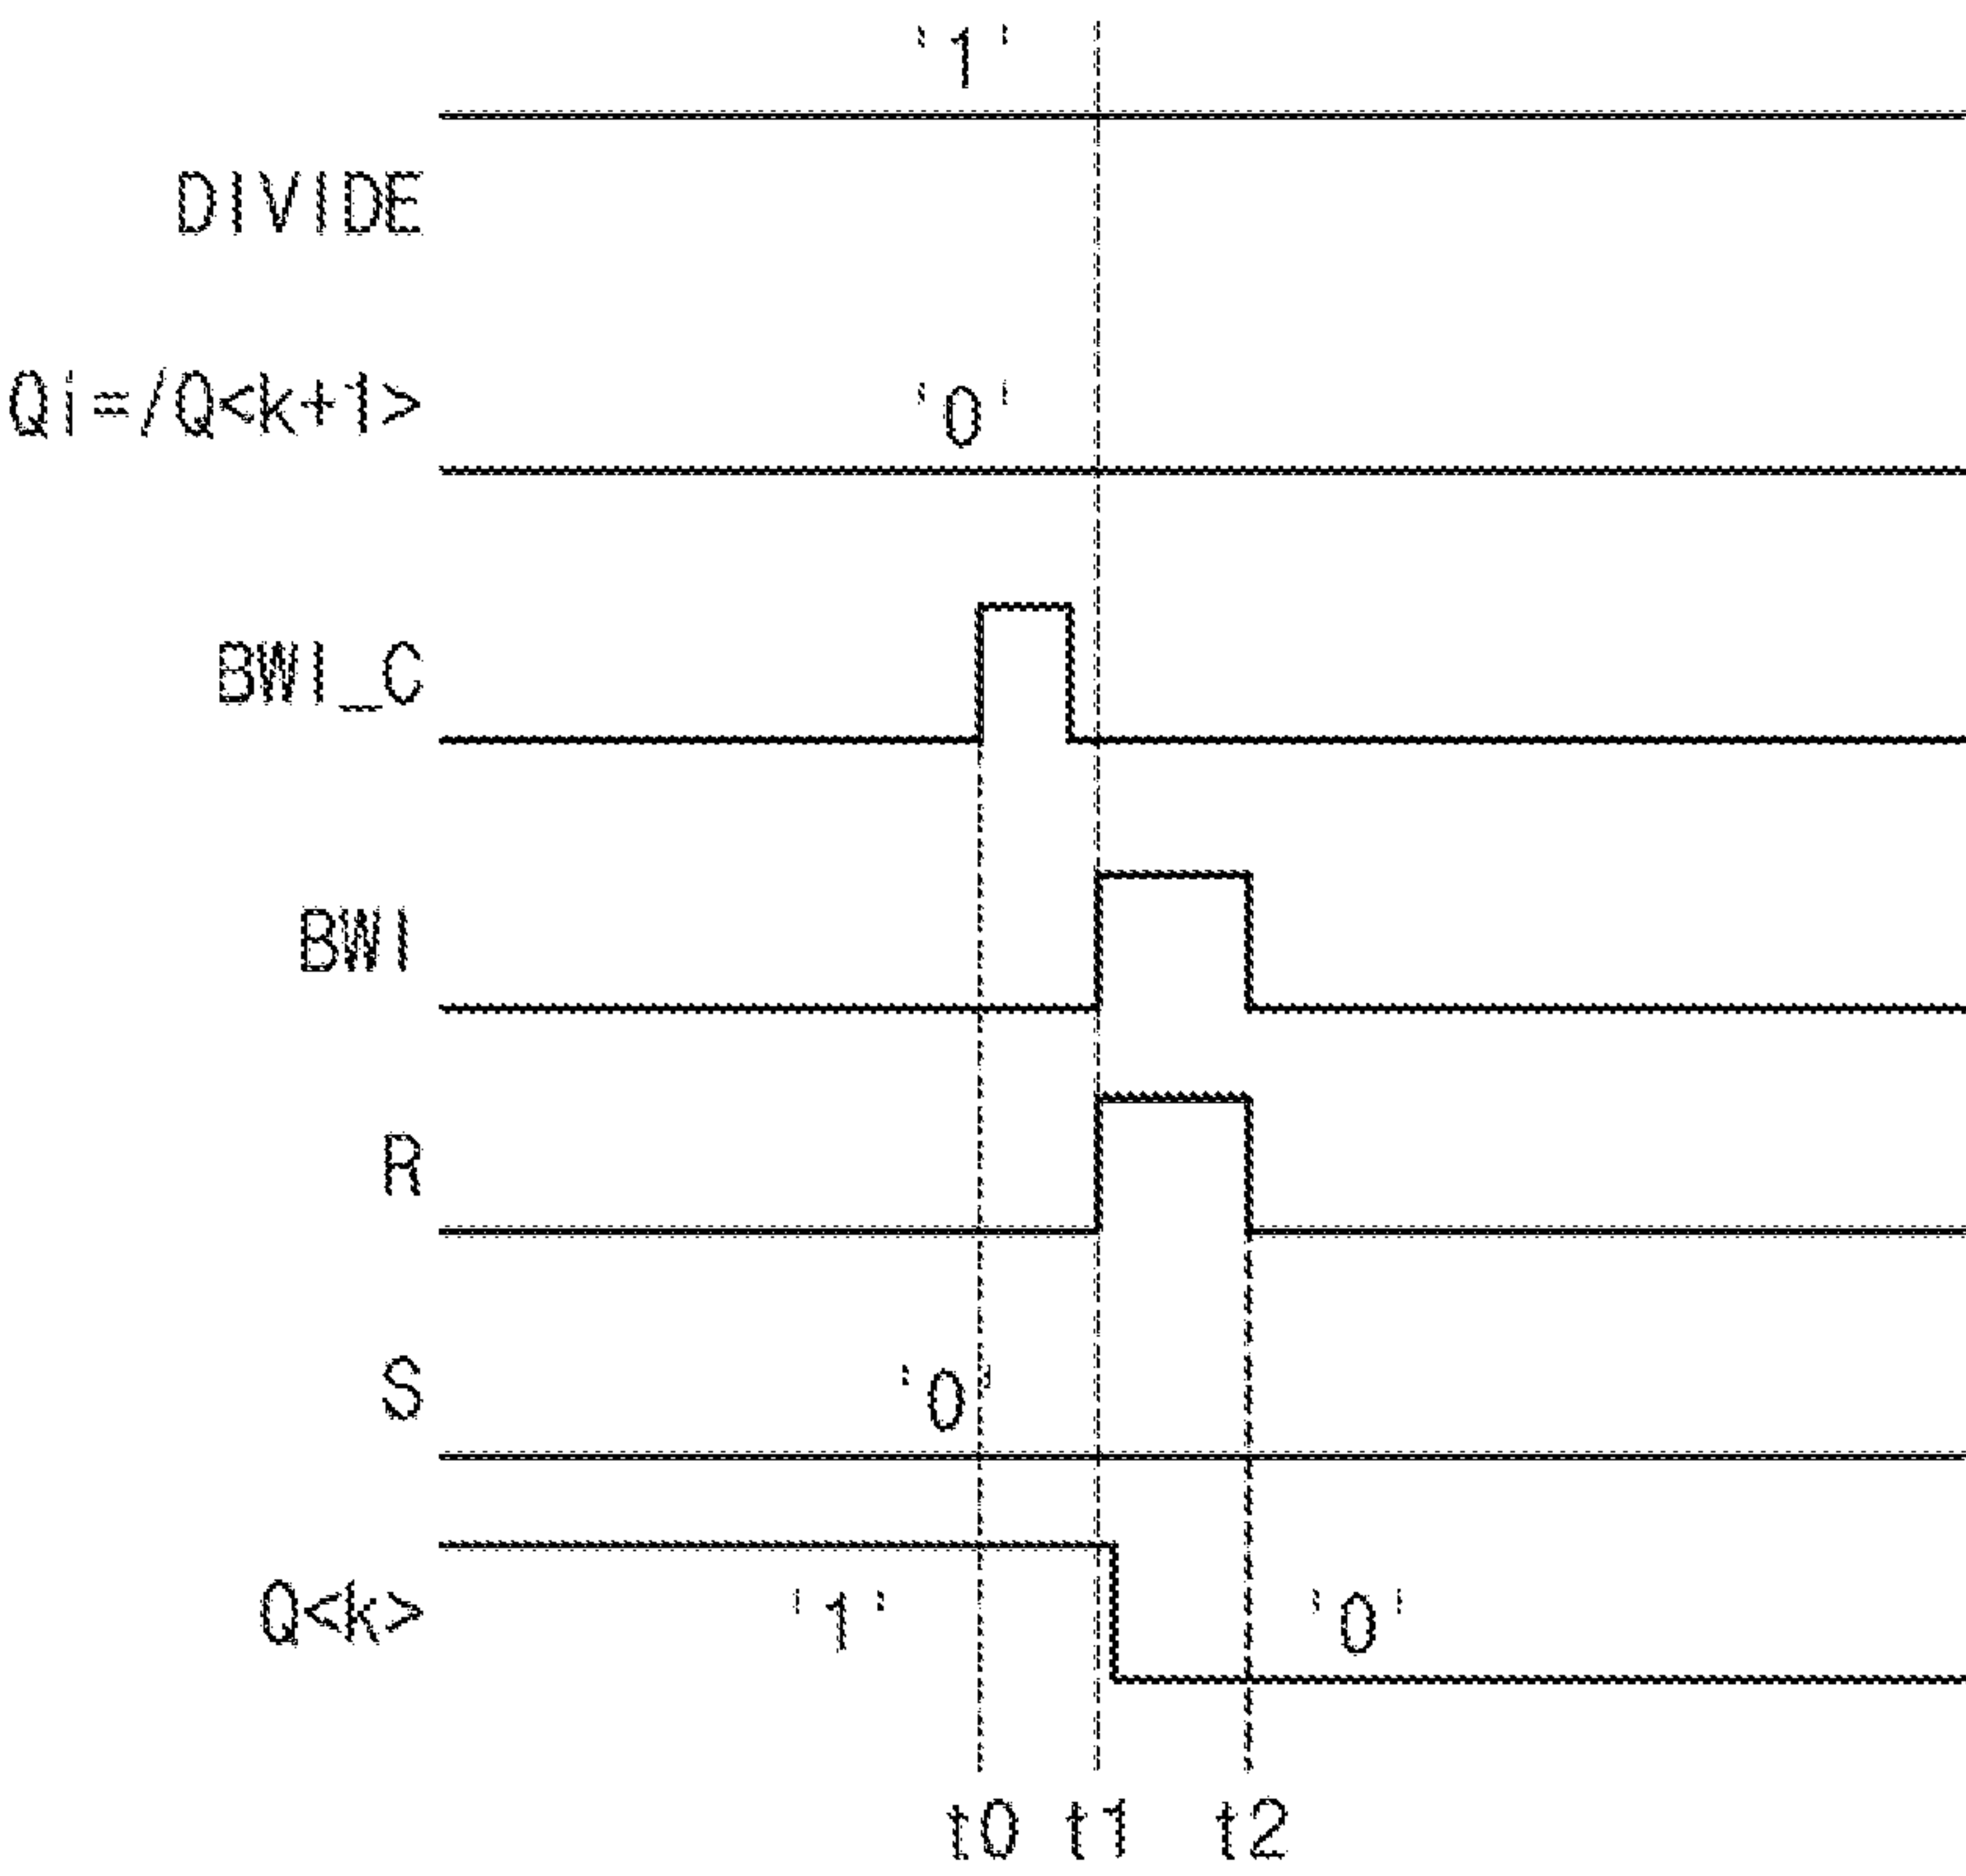 '1'
DIVIDE
Qi=/Q<k+1> '0'
BWI_C
BWI
R
S '0'
Q<k> '1' '0'
t0 t1 t2